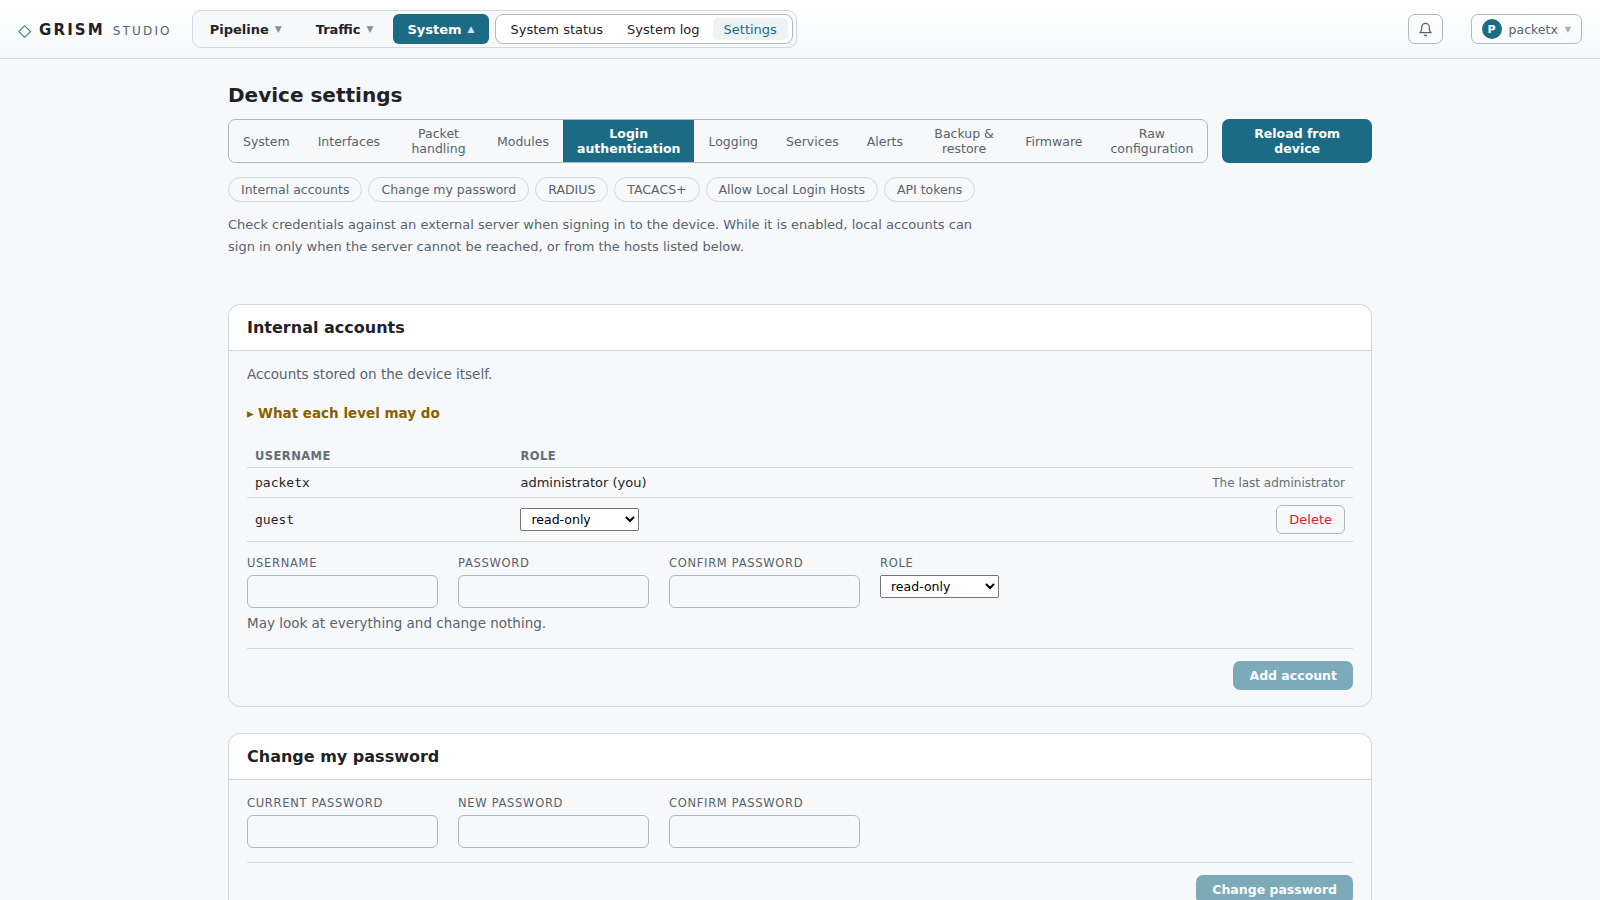 GRISM STUDIO
Pipeline
Traffic
System
System status
System log
Settings
P packetx
Device settings
System
Interfaces
Packet
handling
Modules
Login
authentication
Logging
Services
Alerts
Backup &
restore
Firmware
Raw
configuration
Reload from
device
Internal accounts
Change my password
RADIUS
TACACS+
Allow Local Login Hosts
API tokens
Check credentials against an external server when signing in to the device. While it is enabled, local accounts can
sign in only when the server cannot be reached, or from the hosts listed below.
Internal accounts
Accounts stored on the device itself.
What each level may do
USERNAME ROLE
packetx administrator (you) The last administrator
guest read-only Delete
USERNAME PASSWORD CONFIRM PASSWORD ROLE
read-only
May look at everything and change nothing.
Add account
Change my password
CURRENT PASSWORD NEW PASSWORD CONFIRM PASSWORD
Change password